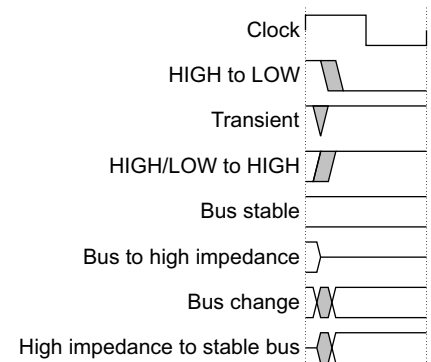 Clock
HIGH to LOW
Transient
HIGH/LOW to HIGH
Bus stable
Bus to high impedance
Bus change
High impedance to stable bus